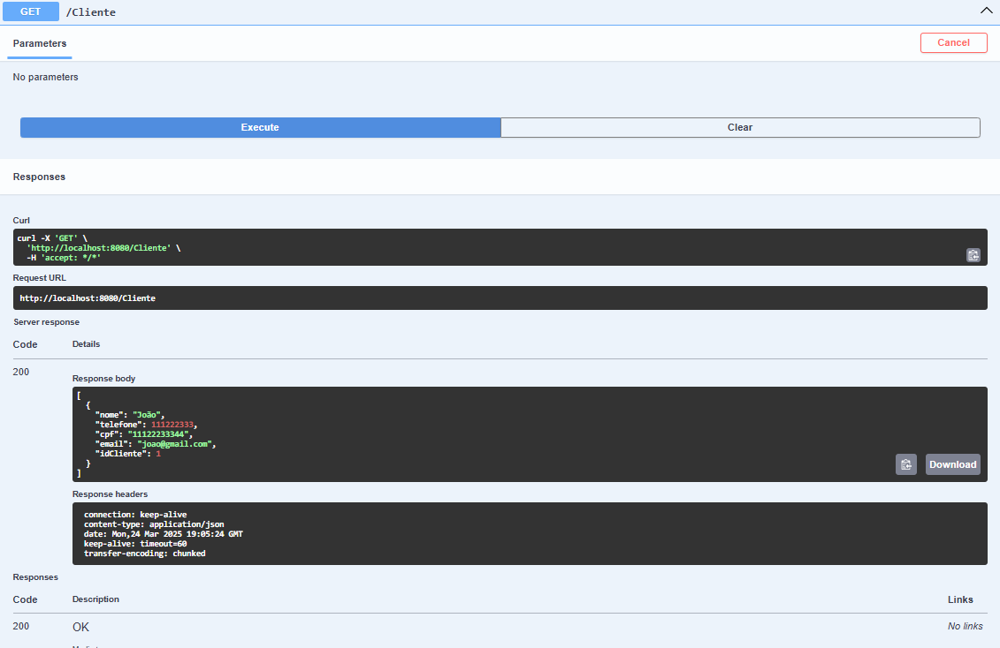 GET /Cliente
Parameters
Cancel
No parameters
Execute
Clear
Responses
Curl
curl -X 'GET' \
'http://localhost:8080/Cliente' \
-H 'accept: */*'
Request URL
http://localhost:8080/Cliente
Server response
Code Details
200
Response body
[
{
"nome": "João",
"telefone": 111222333,
"cpf": "11122233344",
"email": "joao@gmail.com",
"idCliente": 1
}
]
Download
Response headers
connection: keep-alive
content-type: application/json
date: Mon,24 Mar 2025 19:05:24 GMT
keep-alive: timeout=60
transfer-encoding: chunked
Responses
Code Description Links
200 OK No links